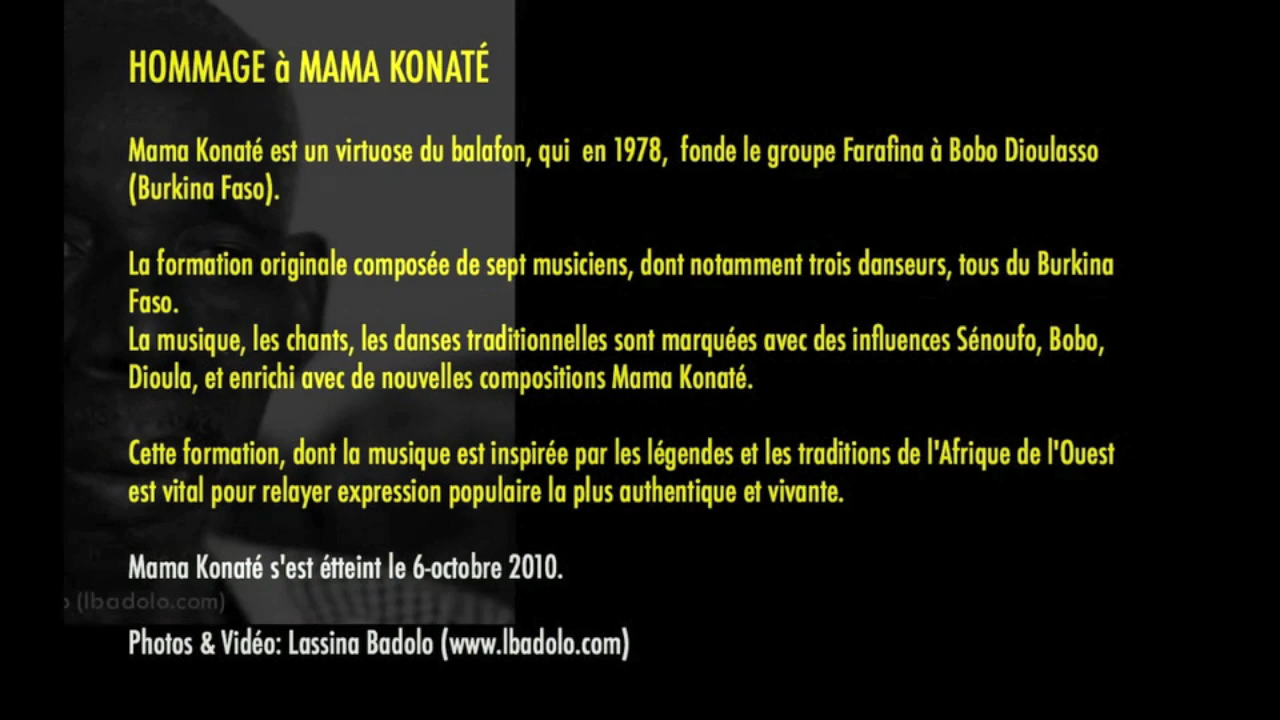 HOMMAGE à MAMA KONATÉ
Mama Konaté est un virtuose du balafon, qui  en 1978,  fonde le groupe Farafina à Bobo Dioulasso
(Burkina Faso).
La formation originale composée de sept musiciens, dont notamment trois danseurs, tous du Burkina
Faso.
La musique, les chants, les danses traditionnelles sont marquées avec des influences Sénoufo, Bobo,
Dioula, et enrichi avec de nouvelles compositions Mama Konaté.
Cette formation, dont la musique est inspirée par les légendes et les traditions de l'Afrique de l'Ouest
est vital pour relayer expression populaire la plus authentique et vivante.
Mama Konaté s'est étteint le 6-octobre 2010.
(lbadolo.com)
Photos & Vidéo: Lassina Badolo (www.lbadolo.com)